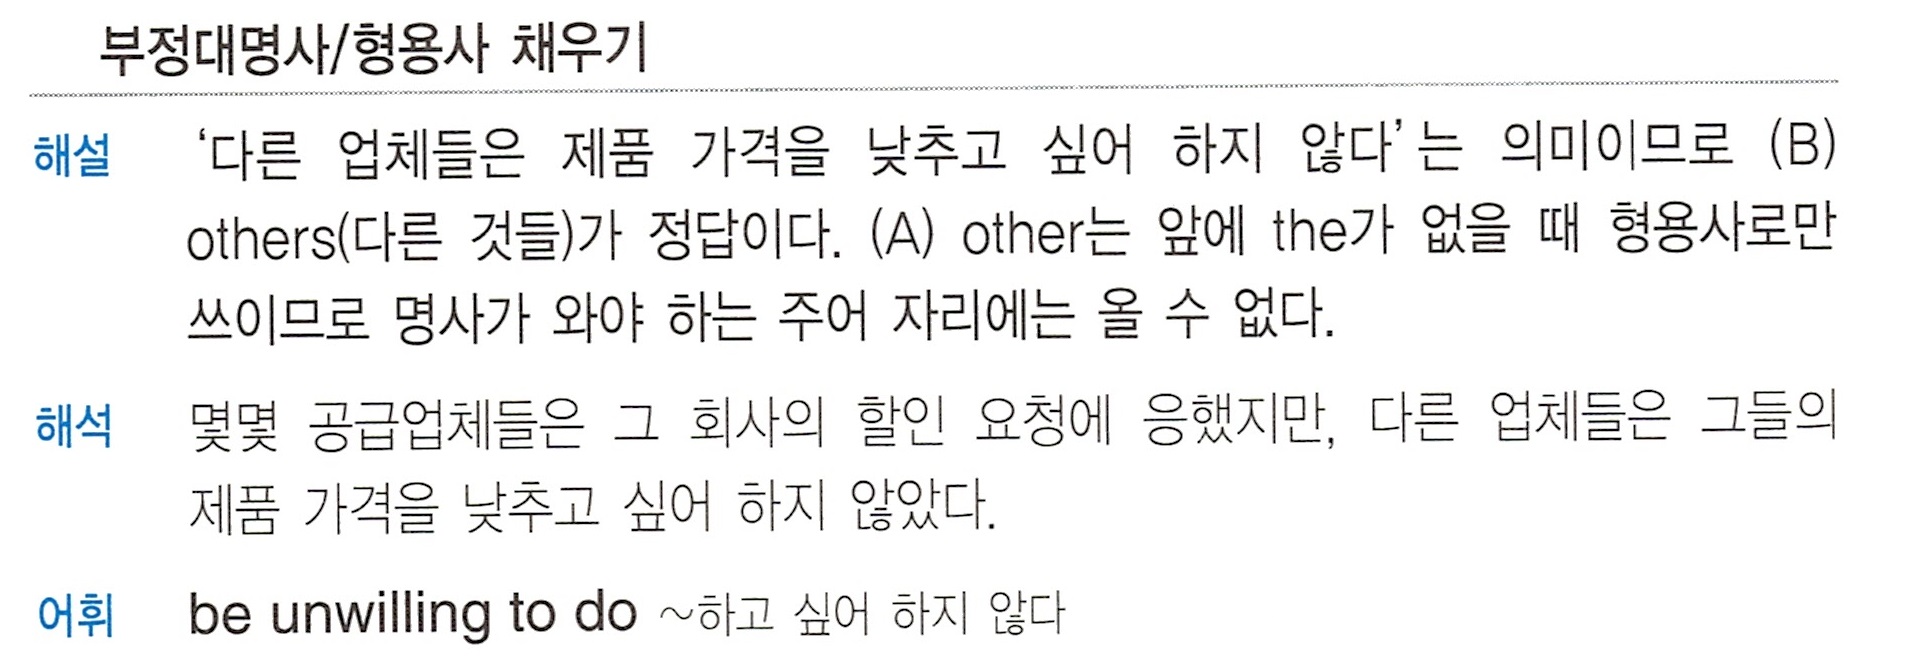 부정대명사/형용사 채우기
해설 ‘다른 업체들은 제품 가격을 낮추고 싶어 하지 않다’는 의미이므로 (B)
others(다른 것들)가 정답이다. (A) other는 앞에 the가 없을 때 형용사로만
쓰이므로 명사가 와야 하는 주어 자리에는 올 수 없다.
해석 몇몇 공급업체들은 그 회사의 할인 요청에 응했지만, 다른 업체들은 그들의
제품 가격을 낮추고 싶어 하지 않았다.
어휘 be unwilling to do ~하고 싶어 하지 않다